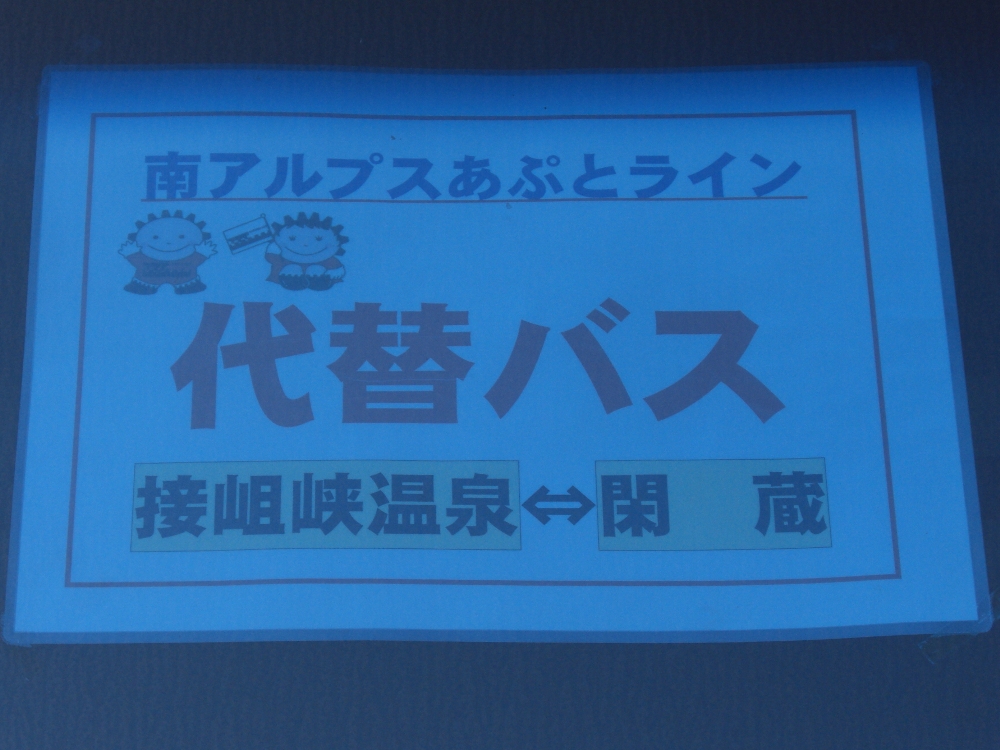 南アルプスあぷとライン
代替バス
接岨峡温泉⇔閑　蔵